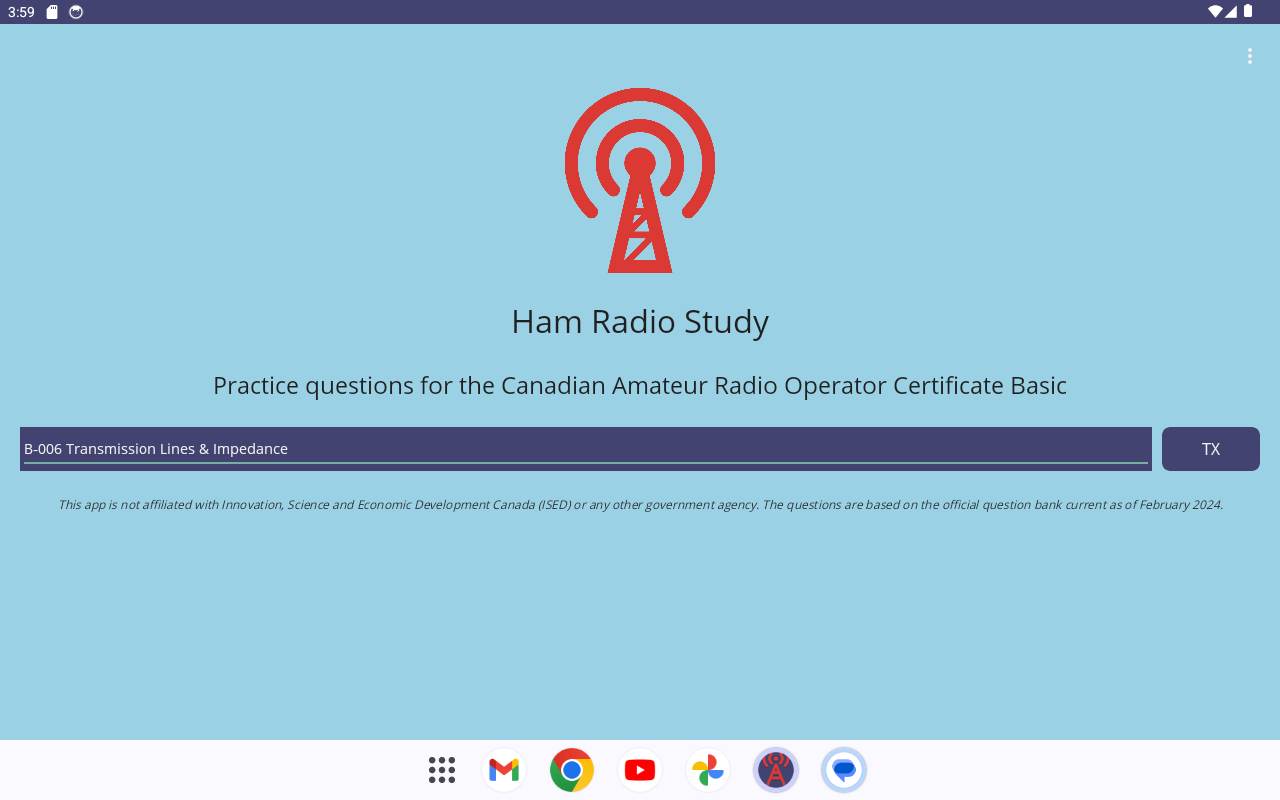 3:59
Ham Radio Study
Practice questions for the Canadian Amateur Radio Operator Certificate Basic
B-006 Transmission Lines & Impedance
TX
This app is not affiliated with Innovation, Science and Economic Development Canada (ISED) or any other government agency. The questions are based on the official question bank current as of February 2024.